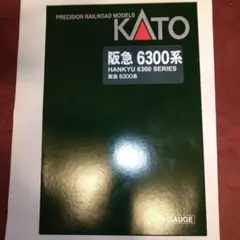 PRECISION RAILROAD MODELS
KATO
阪急 6300系
HANKYU 6300 SERIES
阪急 6300系
GAUGE